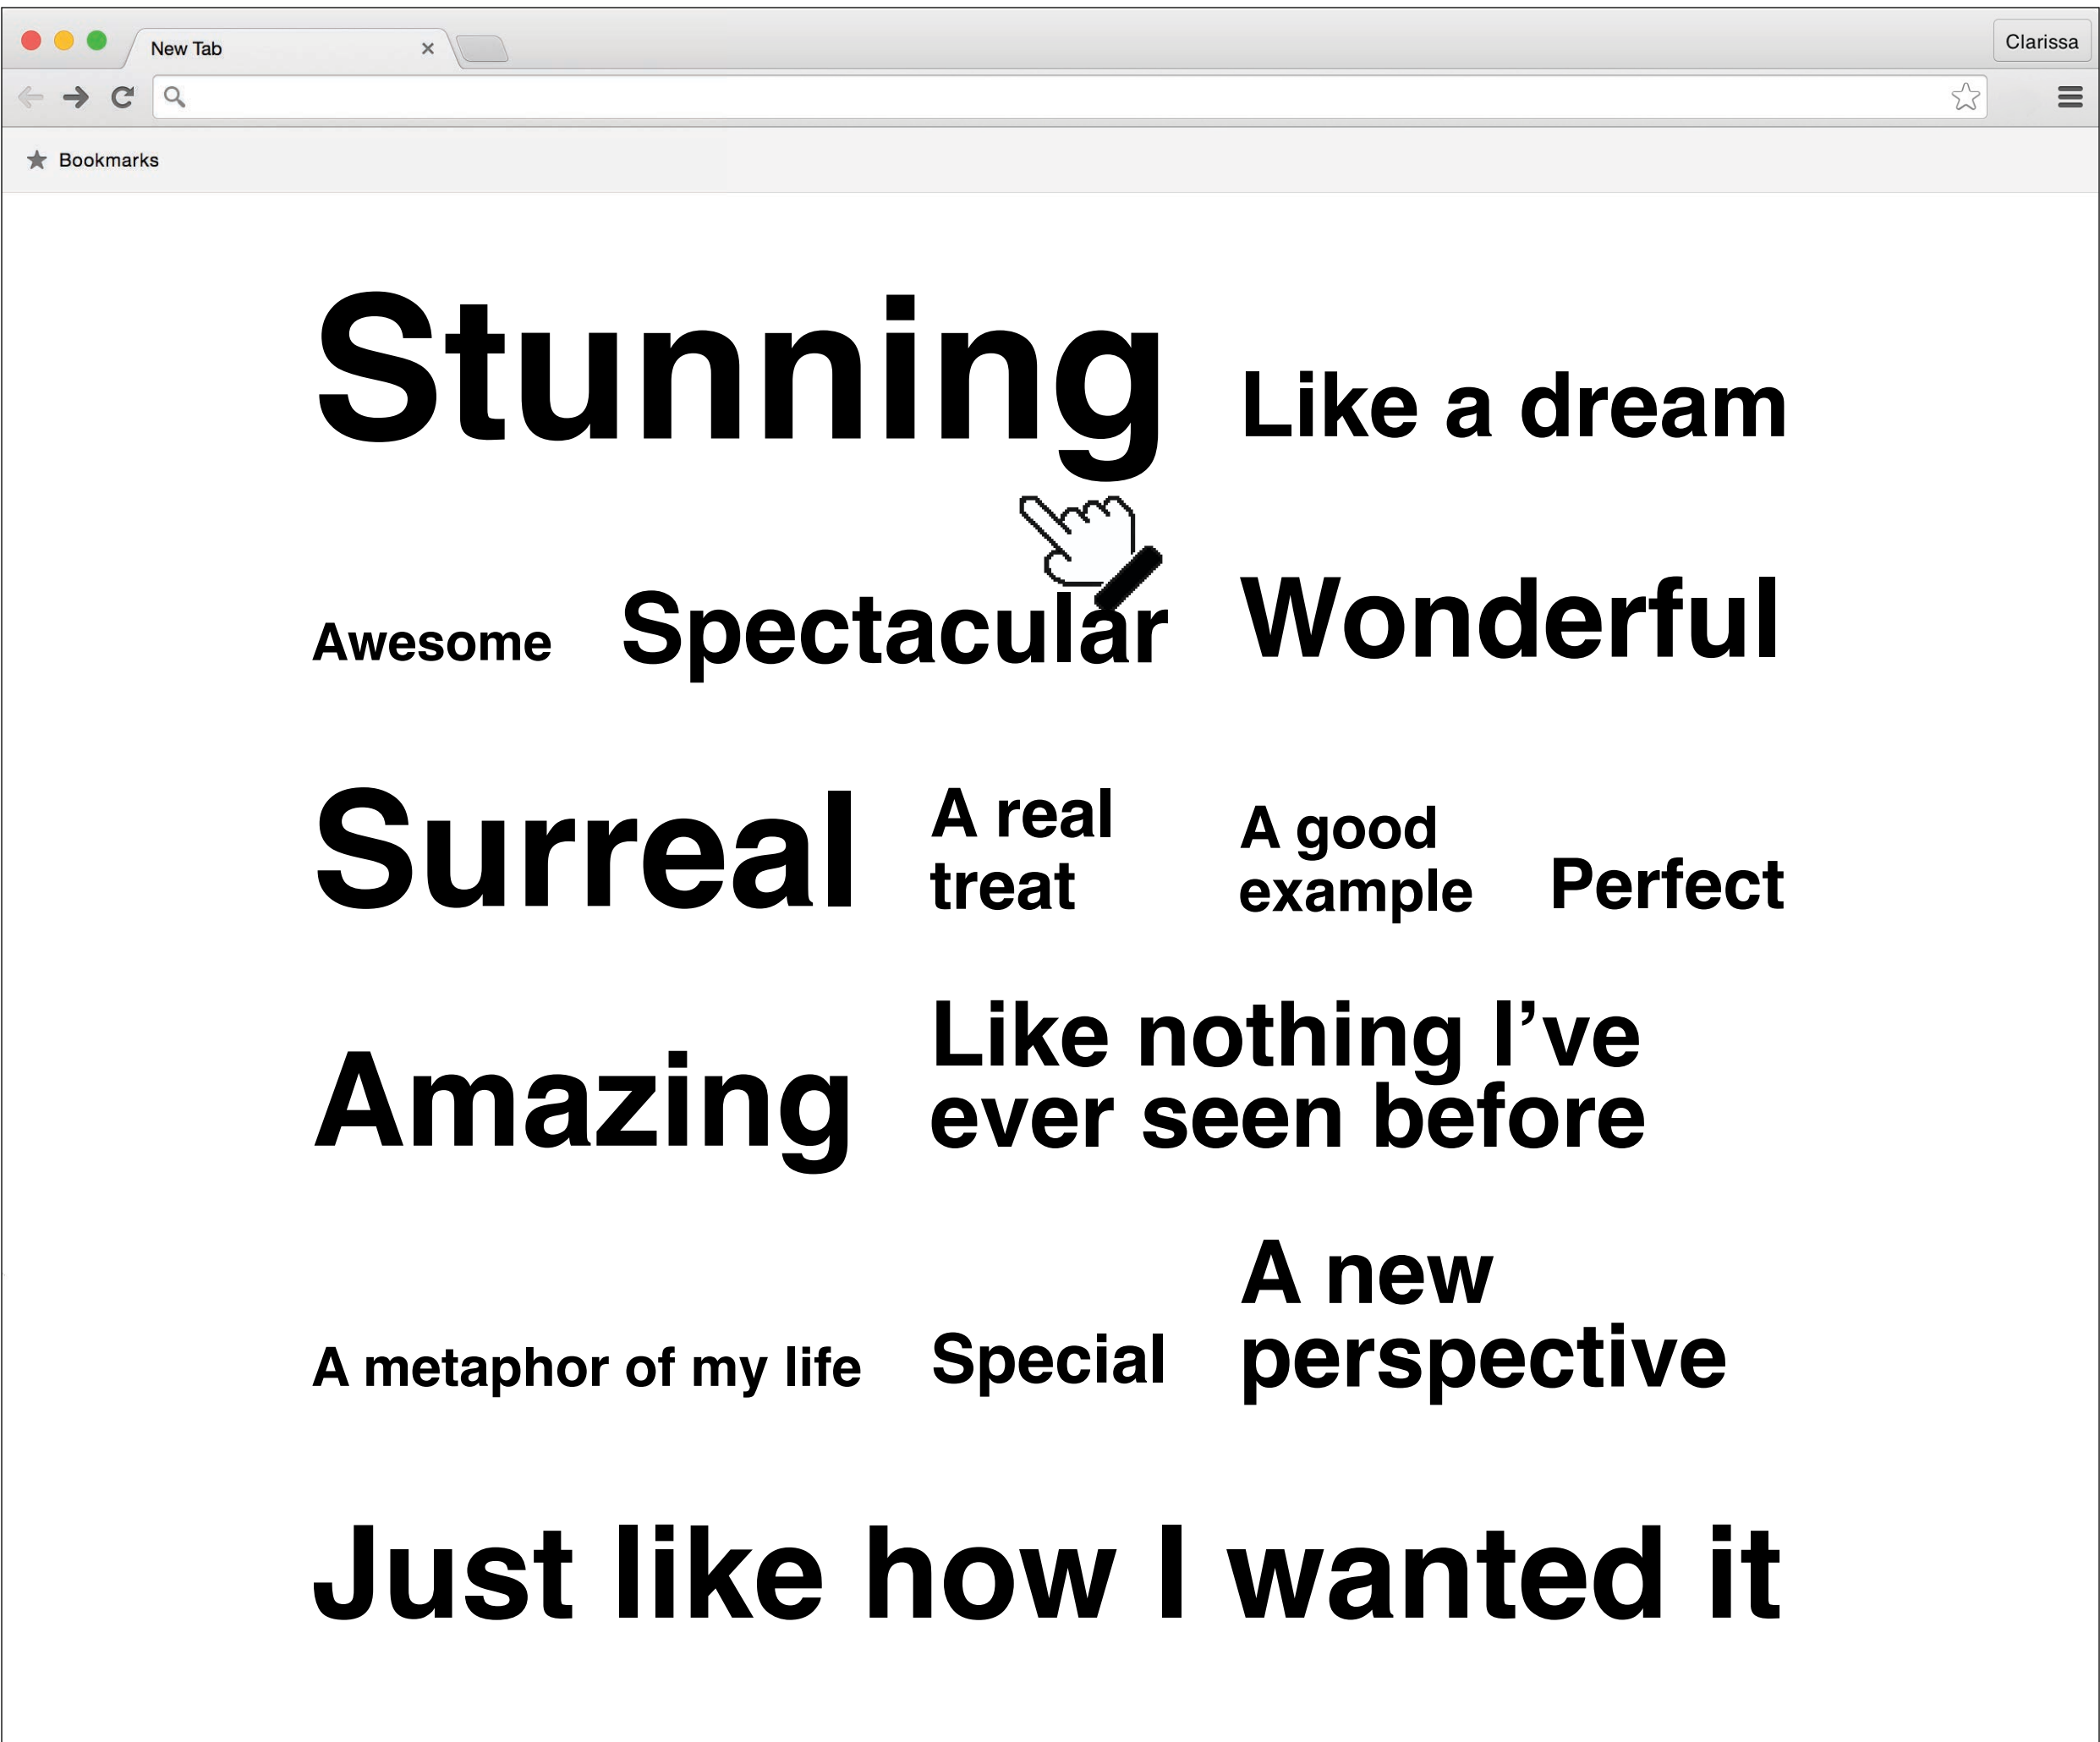 New Tab
Clarissa
Bookmarks
Stunning
Like a dream
Awesome
Spectacular
Wonderful
Surreal
A real
treat
A good
example
Perfect
Amazing
Like nothing I’ve
ever seen before
A metaphor of my life
Special
A new
perspective
Just like how I wanted it